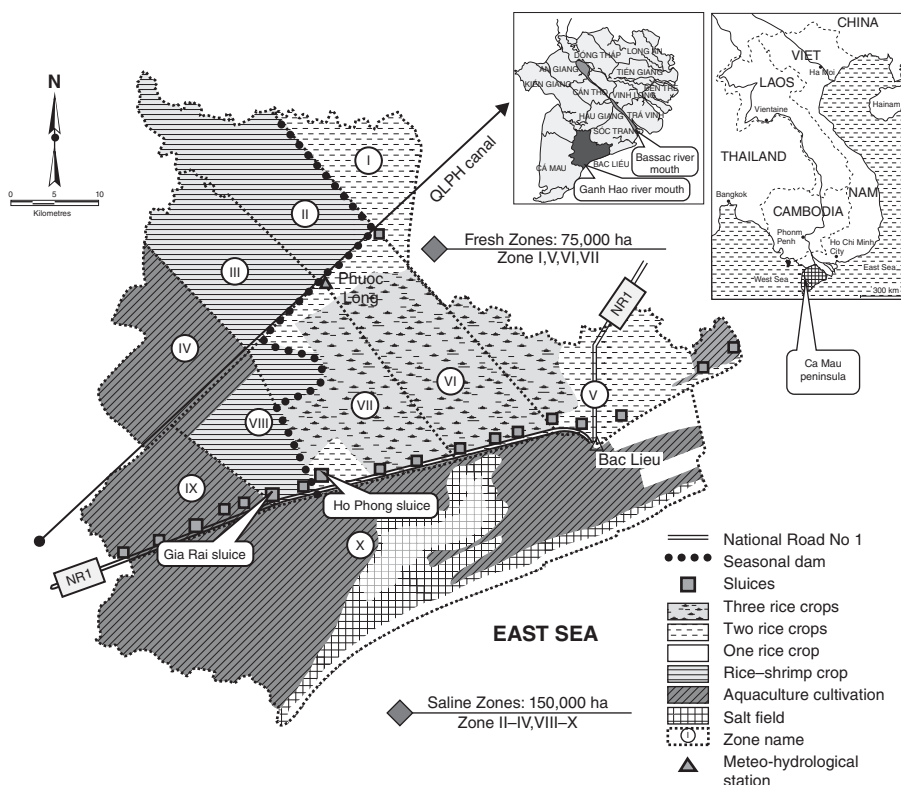 N
0 5 10
Kilometres
I
II
III
IV
V
VI
VII
VIII
IX
X
QLPH canal
Phuoc
Long
Fresh Zones: 75,000 ha
Zone I,V,VI,VII
NR1
Bac Lieu
Ho Phong sluice
Gia Rai sluice
NR1
EAST SEA
Saline Zones: 150,000 ha
Zone II–IV,VIII–X
ĐỒNG THÁP
LONG AN
AN GIANG
TIỀN GIANG
KIÊN GIANG
BẾN TRE
CẦN THƠ
VĨNH LONG
HẬU GIANG
TRÀ VINH
SÓC TRĂNG
CÀ MAU
BẠC LIÊU
Bassac river
mouth
Ganh Hao river mouth
CHINA
VIET
Ha Moi
LAOS
Hainam
Vientaine
THAILAND
NAM
Bangkok
CAMBODIA
Phonm
Penh
Ho Chi Minh
City
East Sea
West Sea
300 km
Ca Mau
peninsula
National Road No 1
Seasonal dam
Sluices
Three rice crops
Two rice crops
One rice crop
Rice–shrimp crop
Aquaculture cultivation
Salt field
I
Zone name
Meteo-hydrological
station